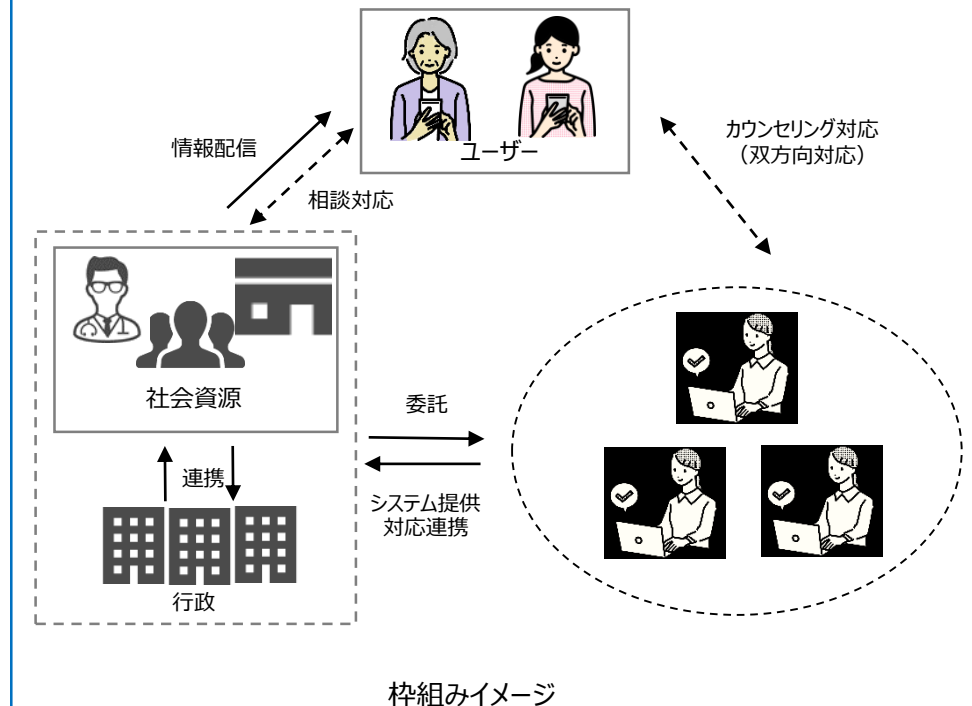 ユーザー
情報配信
相談対応
カウンセリング対応
（双方向対応）
社会資源
連携
行政
委託
システム提供
対応連携
枠組みイメージ